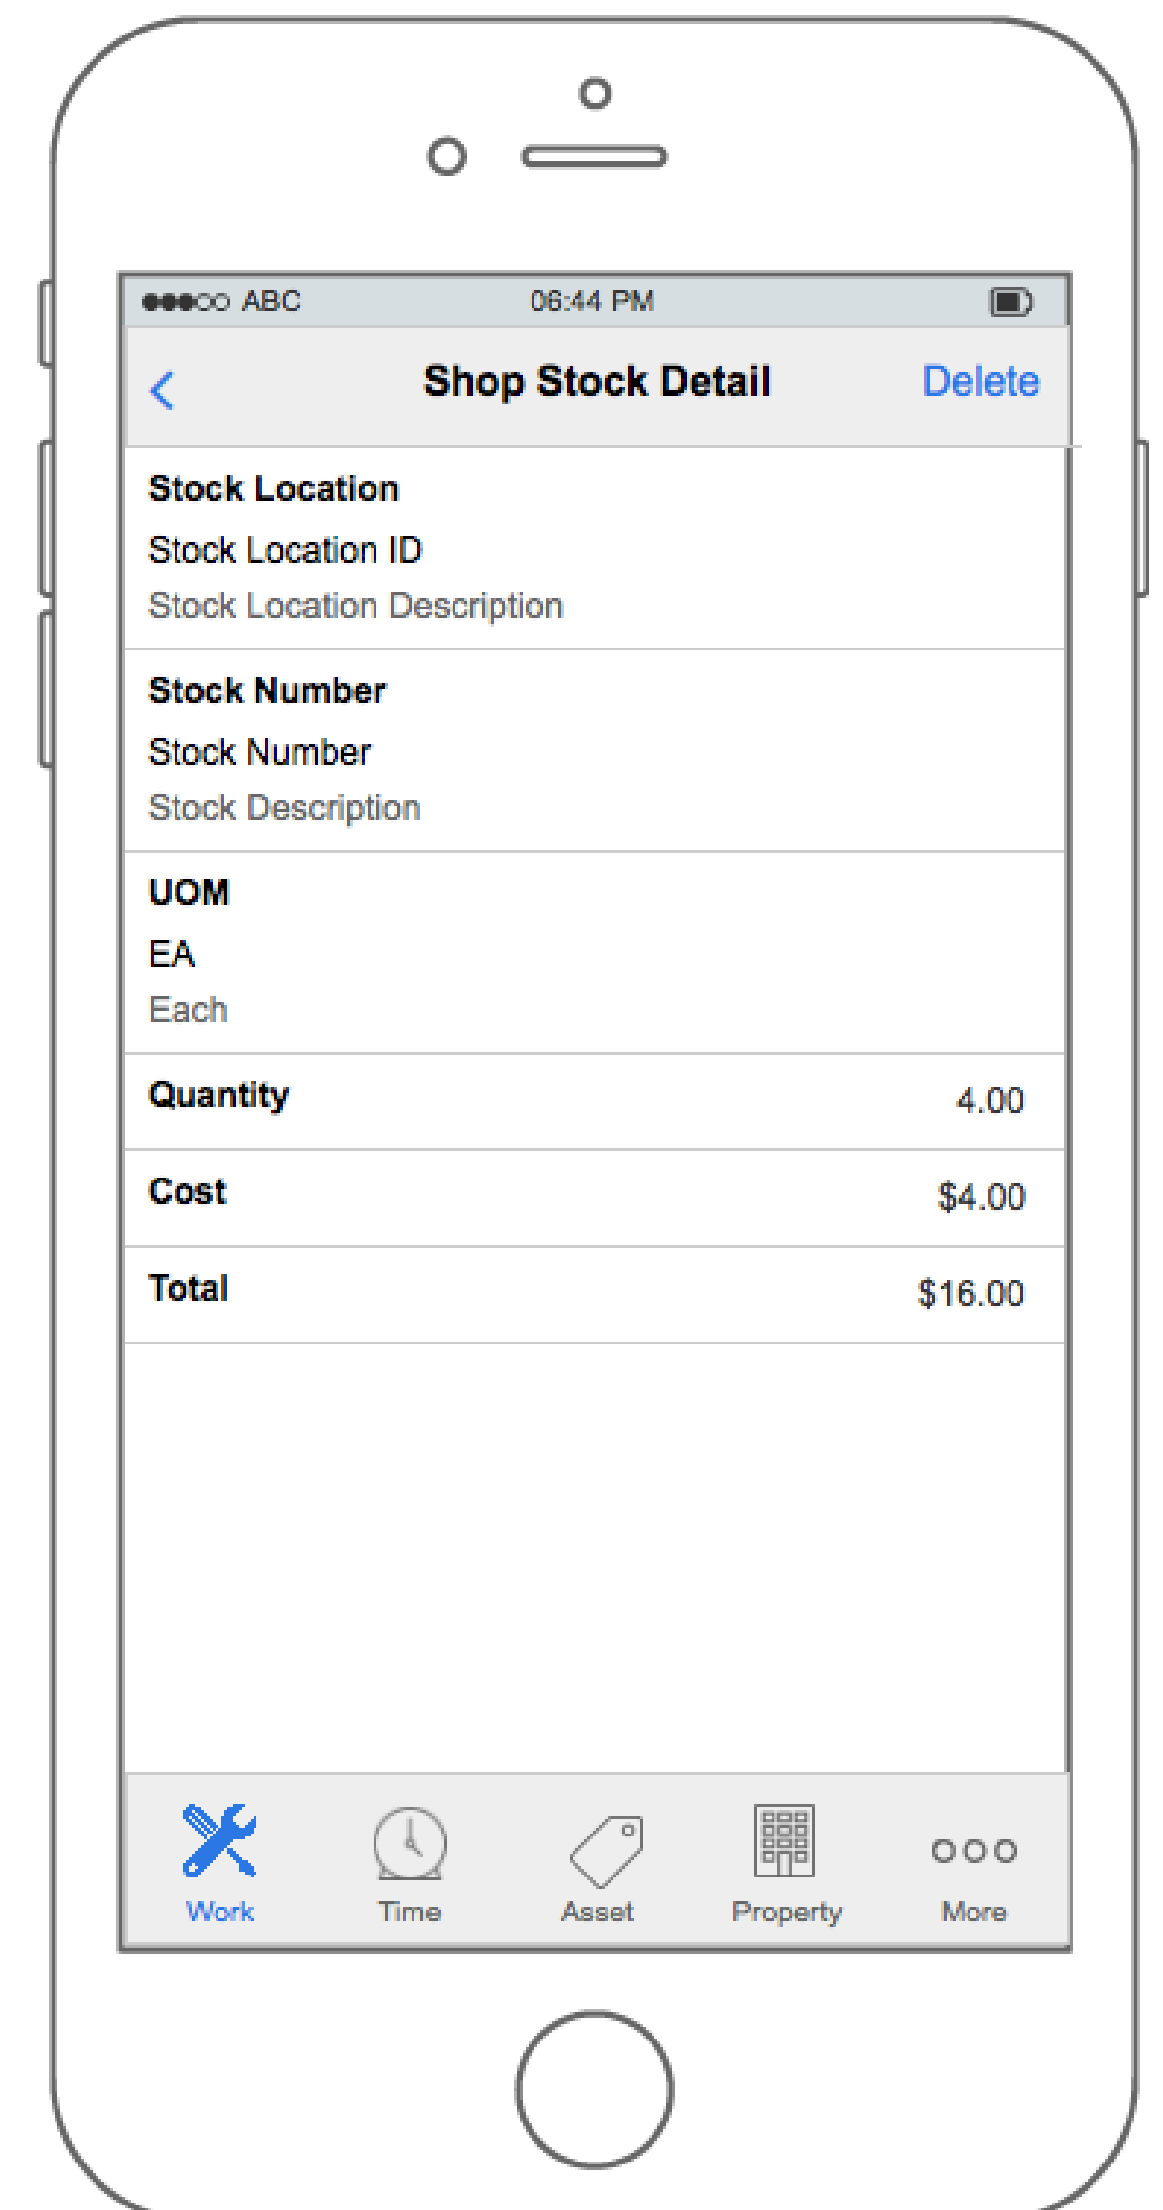 ABC 06:44 PM
Shop Stock Detail Delete
Stock Location
Stock Location ID
Stock Location Description
Stock Number
Stock Number
Stock Description
UOM
EA
Each
Quantity 4.00
Cost $4.00
Total $16.00
Work Time Asset Property More